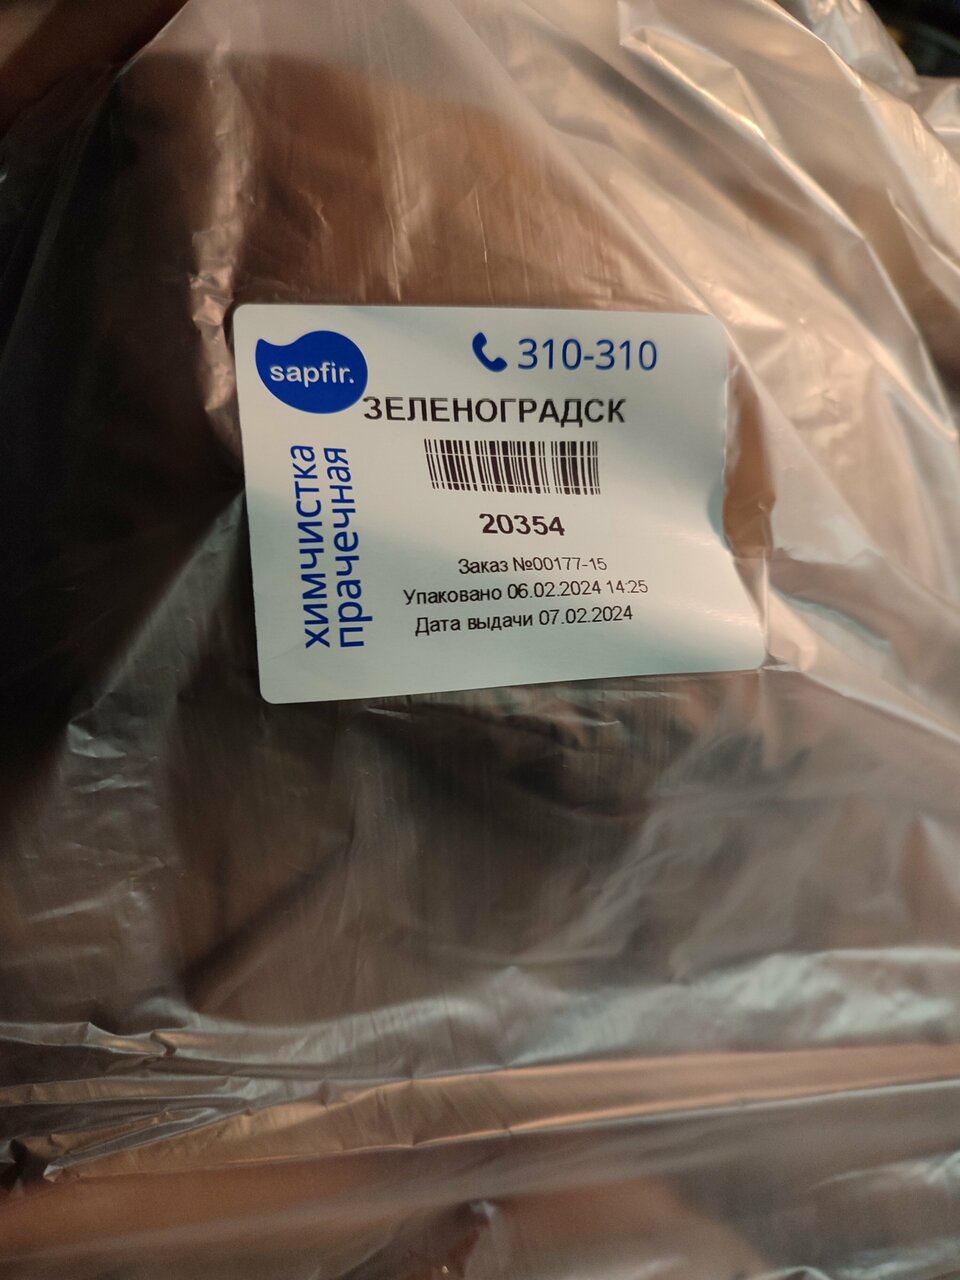 sapfir.
310-310
ЗЕЛЕНОГРАДСК
химчистка
прачечная
20354
Заказ №00177-15
Упаковано 06.02.2024 14:25
Дата выдачи 07.02.2024